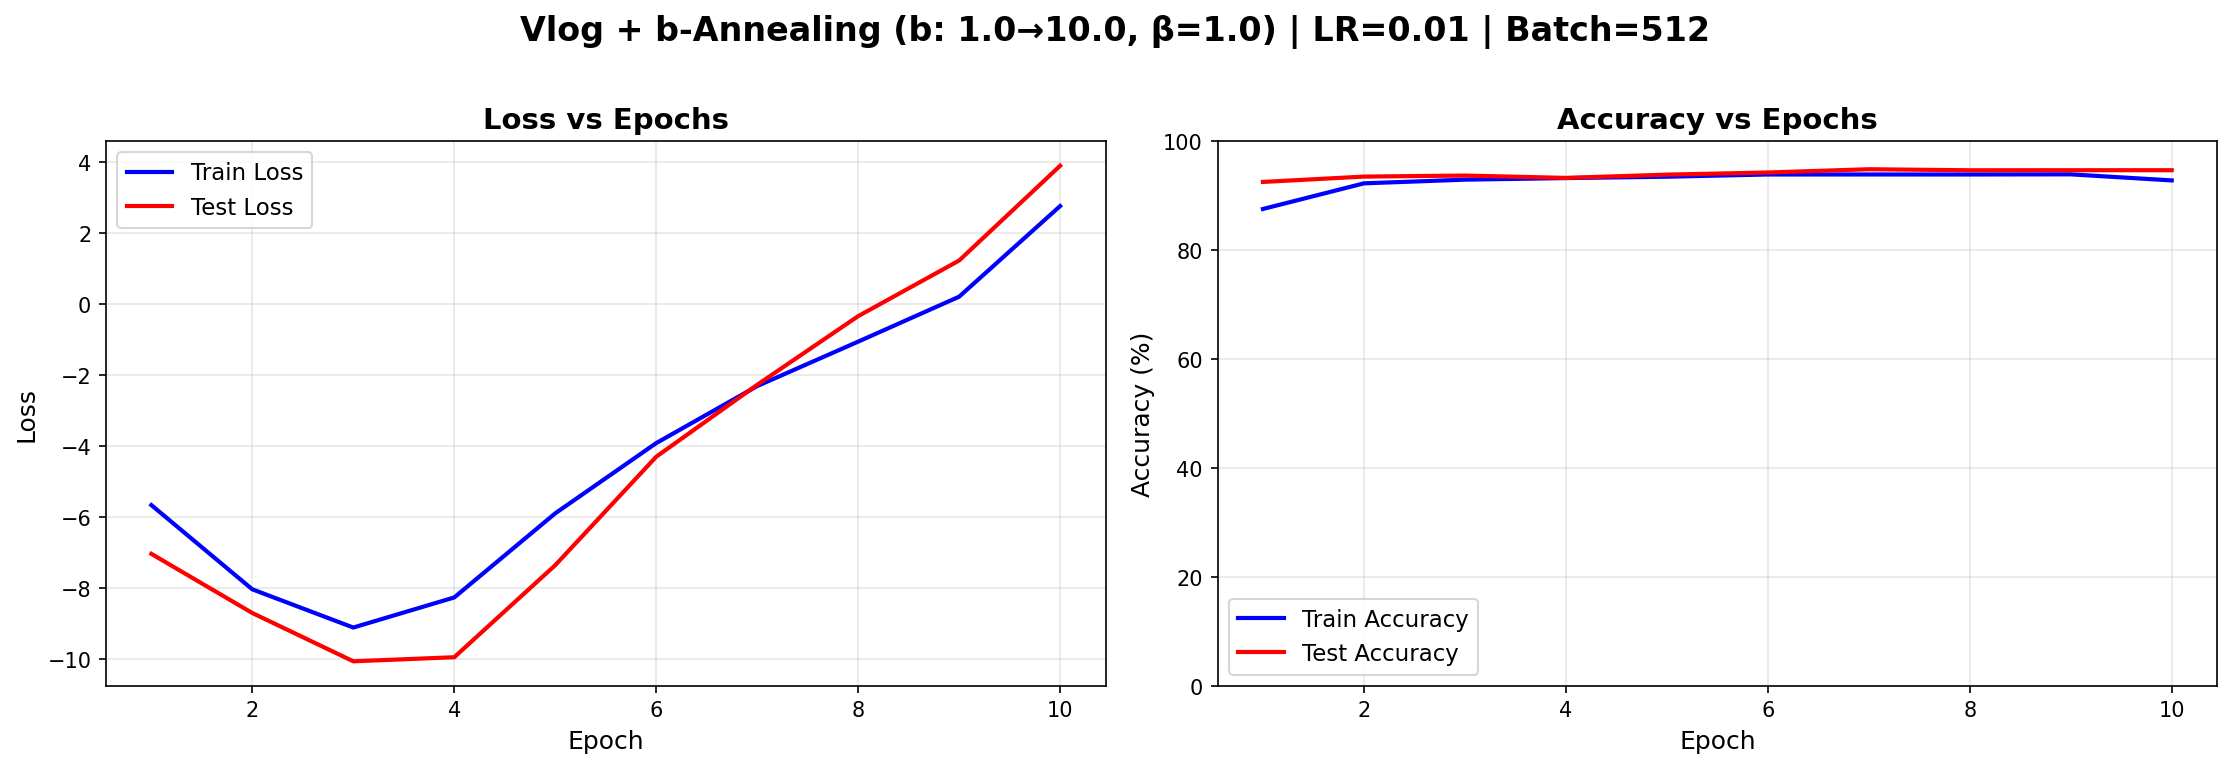 Vlog + b-Annealing (b: 1.0→10.0, β=1.0) | LR=0.01 | Batch=512
Loss vs Epochs
Train Loss
Test Loss
4
2
0
−2
−4
−6
−8
−10
Loss
2
4
6
8
10
Epoch
Accuracy vs Epochs
100
80
60
40
20
0
Accuracy (%)
Train Accuracy
Test Accuracy
2
4
6
8
10
Epoch